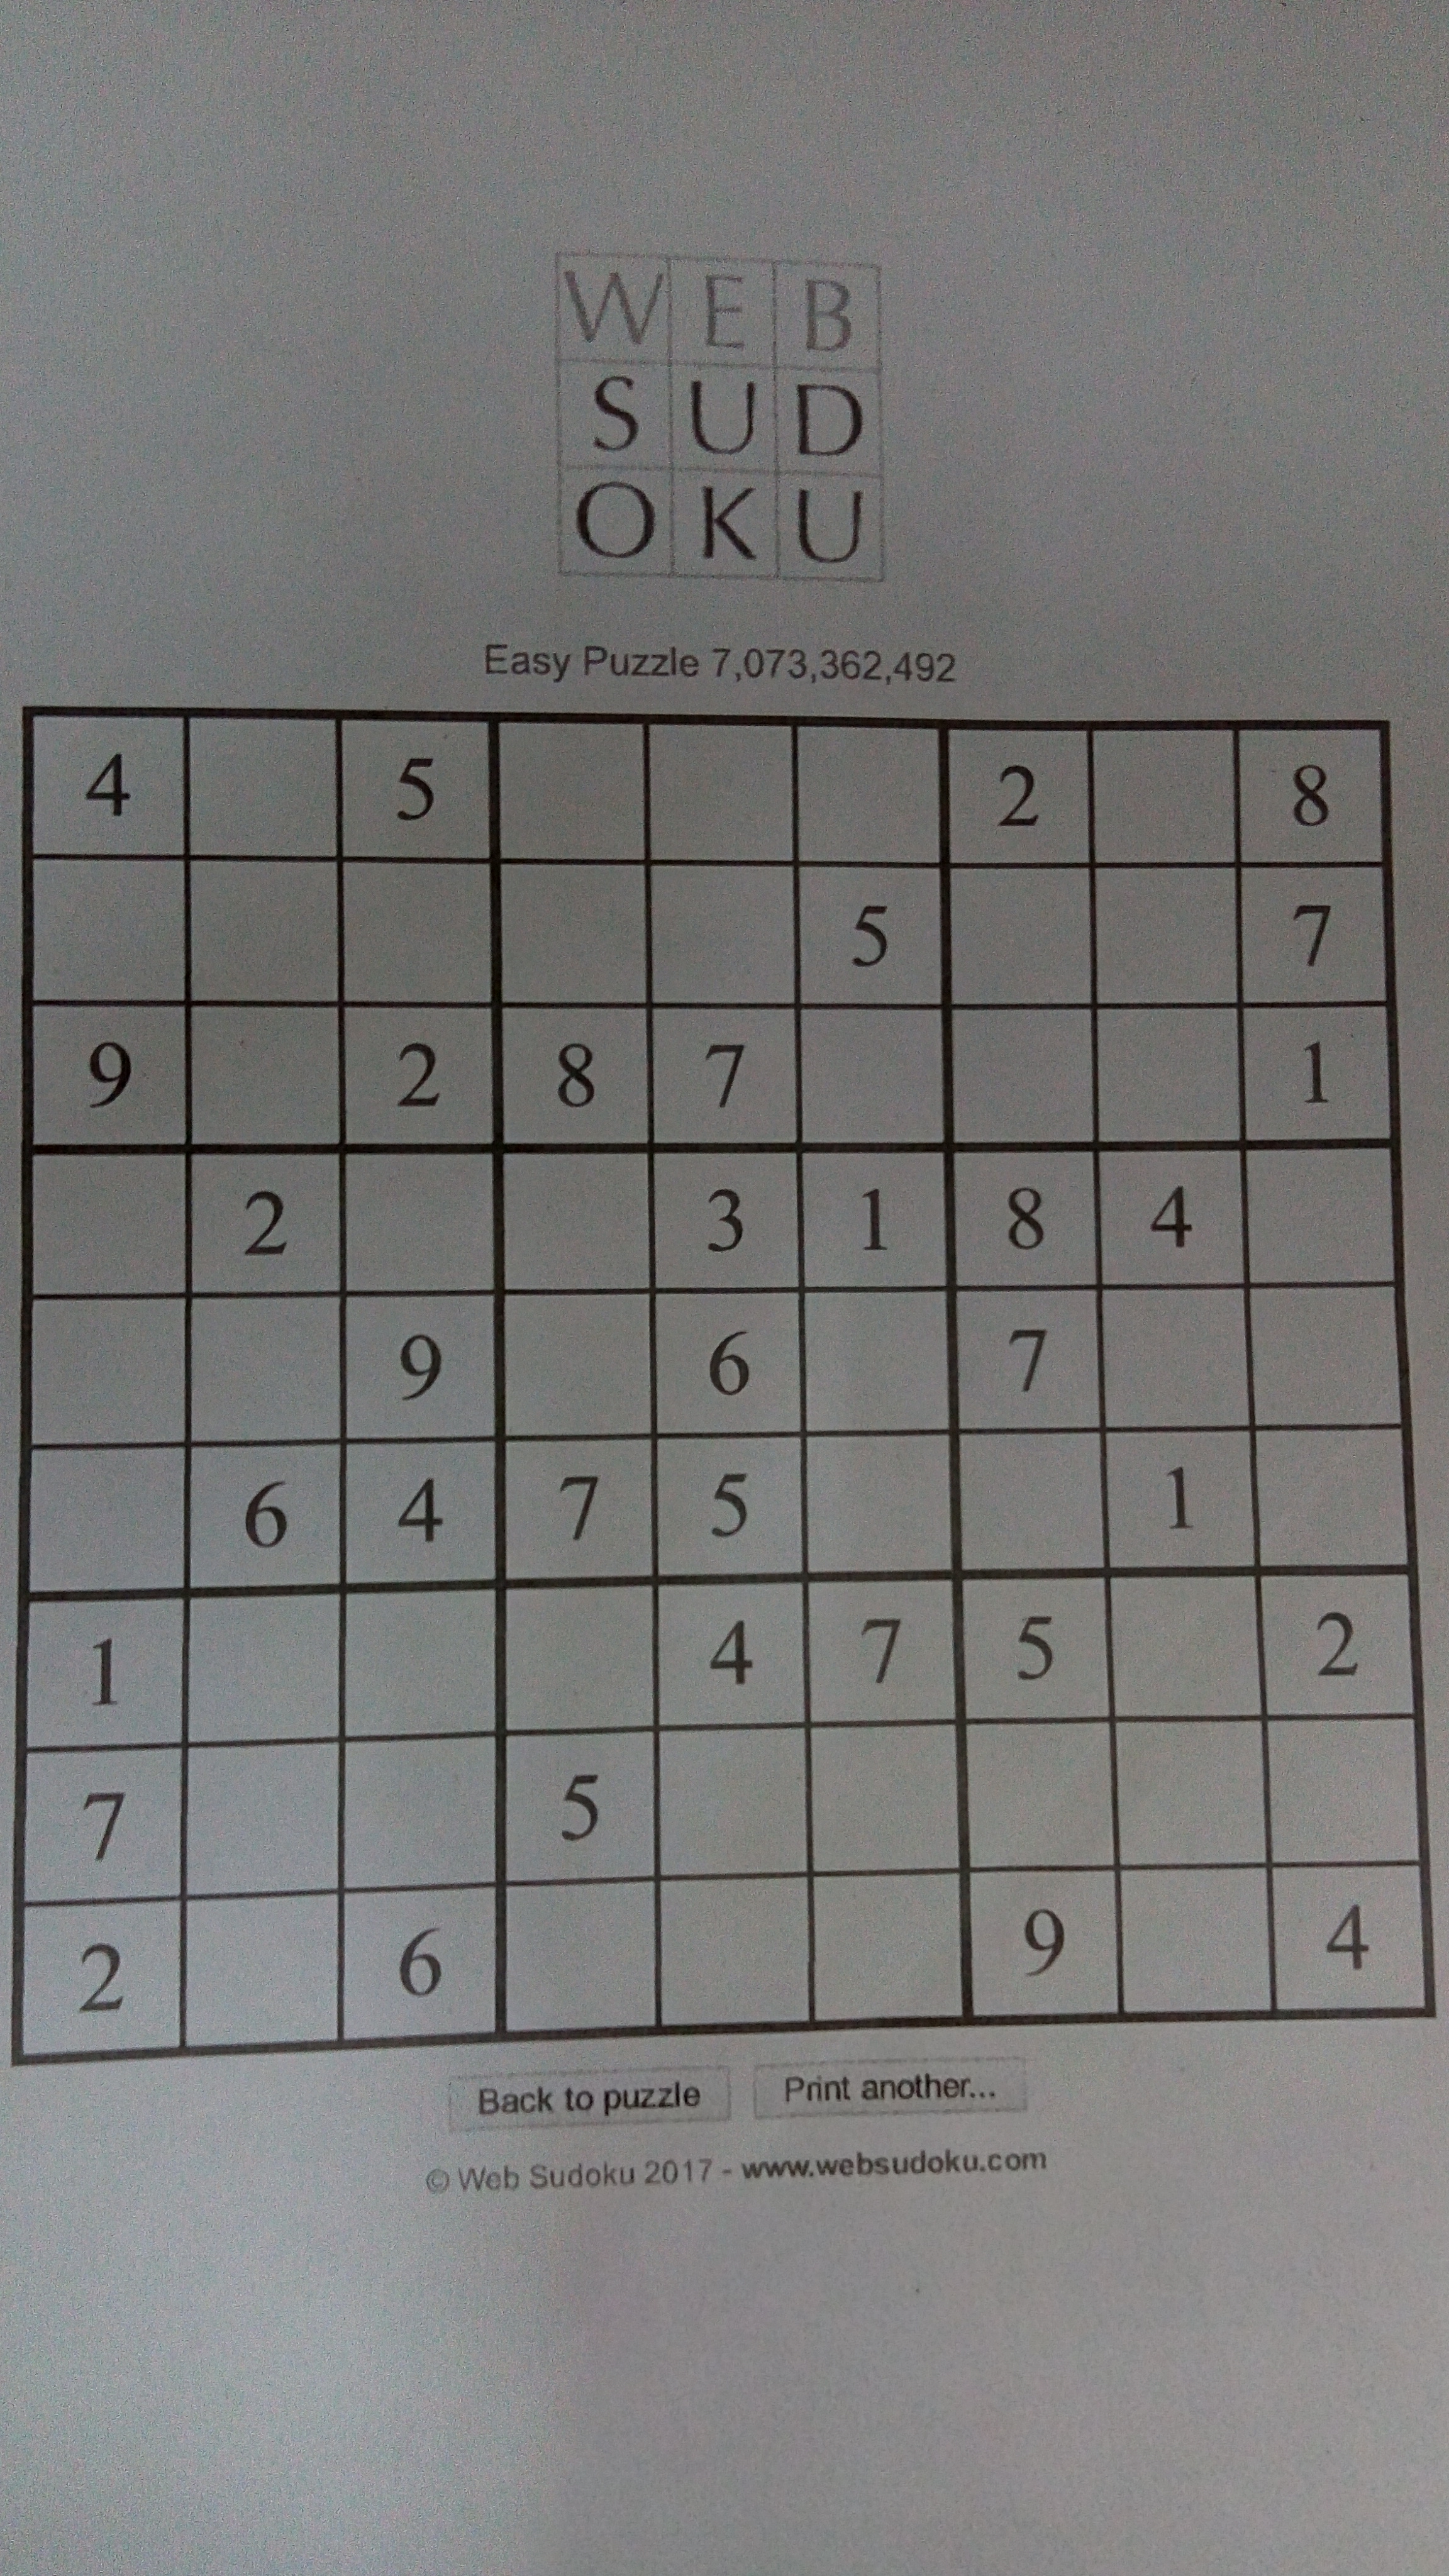 W E B
S U D
O K U
Easy Puzzle 7,073,362,492
4 5 2 8
5 7
9 2 8 7 1
2 3 1 8 4
9 6 7
6 4 7 5 1
1 4 7 5 2
7 5
2 6 9 4
Back to puzzle Print another...
© Web Sudoku 2017 - www.websudoku.com